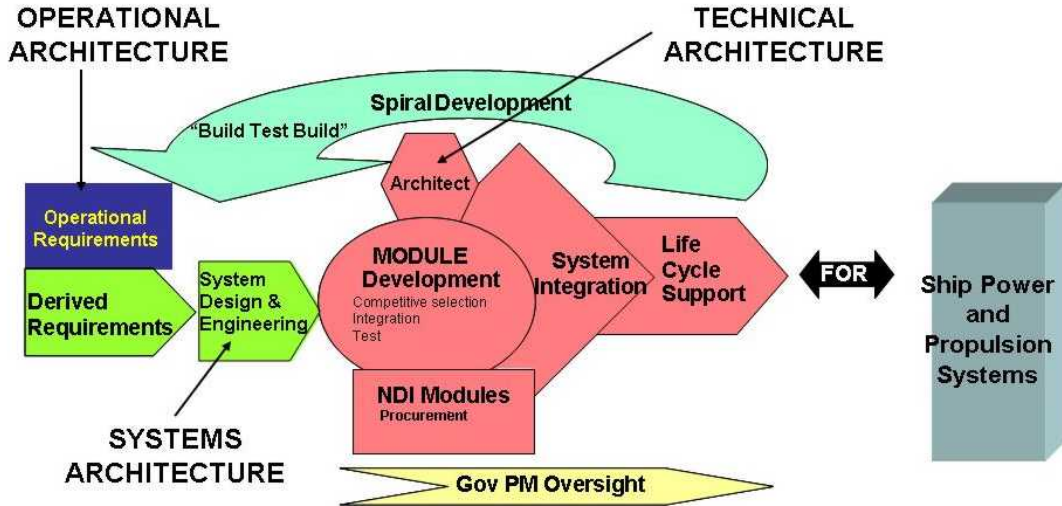 OPERATIONAL
ARCHITECTURE
TECHNICAL
ARCHITECTURE
Spiral Development
“Build Test Build”
Architect
Operational
Requirements
Derived
Requirements
System
Design &
Engineering
MODULE
Development
Competitive selection
Integration
Test
System
Integration
Life
Cycle
Support
FOR
Ship Power
and
Propulsion
Systems
NDI Modules
Procurement
SYSTEMS
ARCHITECTURE
Gov PM Oversight